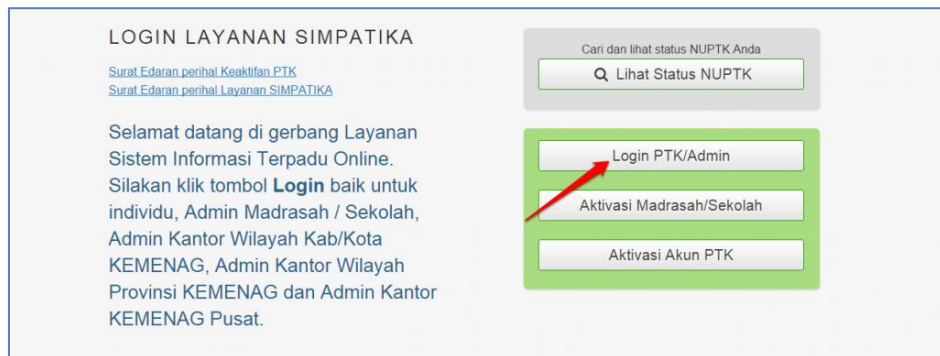 LOGIN LAYANAN SIMPATIKA
Surat Edaran perihal Keaktifan PTK
Surat Edaran perihal Layanan SIMPATIKA
Selamat datang di gerbang Layanan
Sistem Informasi Terpadu Online.
Silakan klik tombol Login baik untuk
individu, Admin Madrasah / Sekolah,
Admin Kantor Wilayah Kab/Kota
KEMENAG, Admin Kantor Wilayah
Provinsi KEMENAG dan Admin Kantor
KEMENAG Pusat.
Cari dan lihat status NUPTK Anda
Lihat Status NUPTK
Login PTK/Admin
Aktivasi Madrasah/Sekolah
Aktivasi Akun PTK